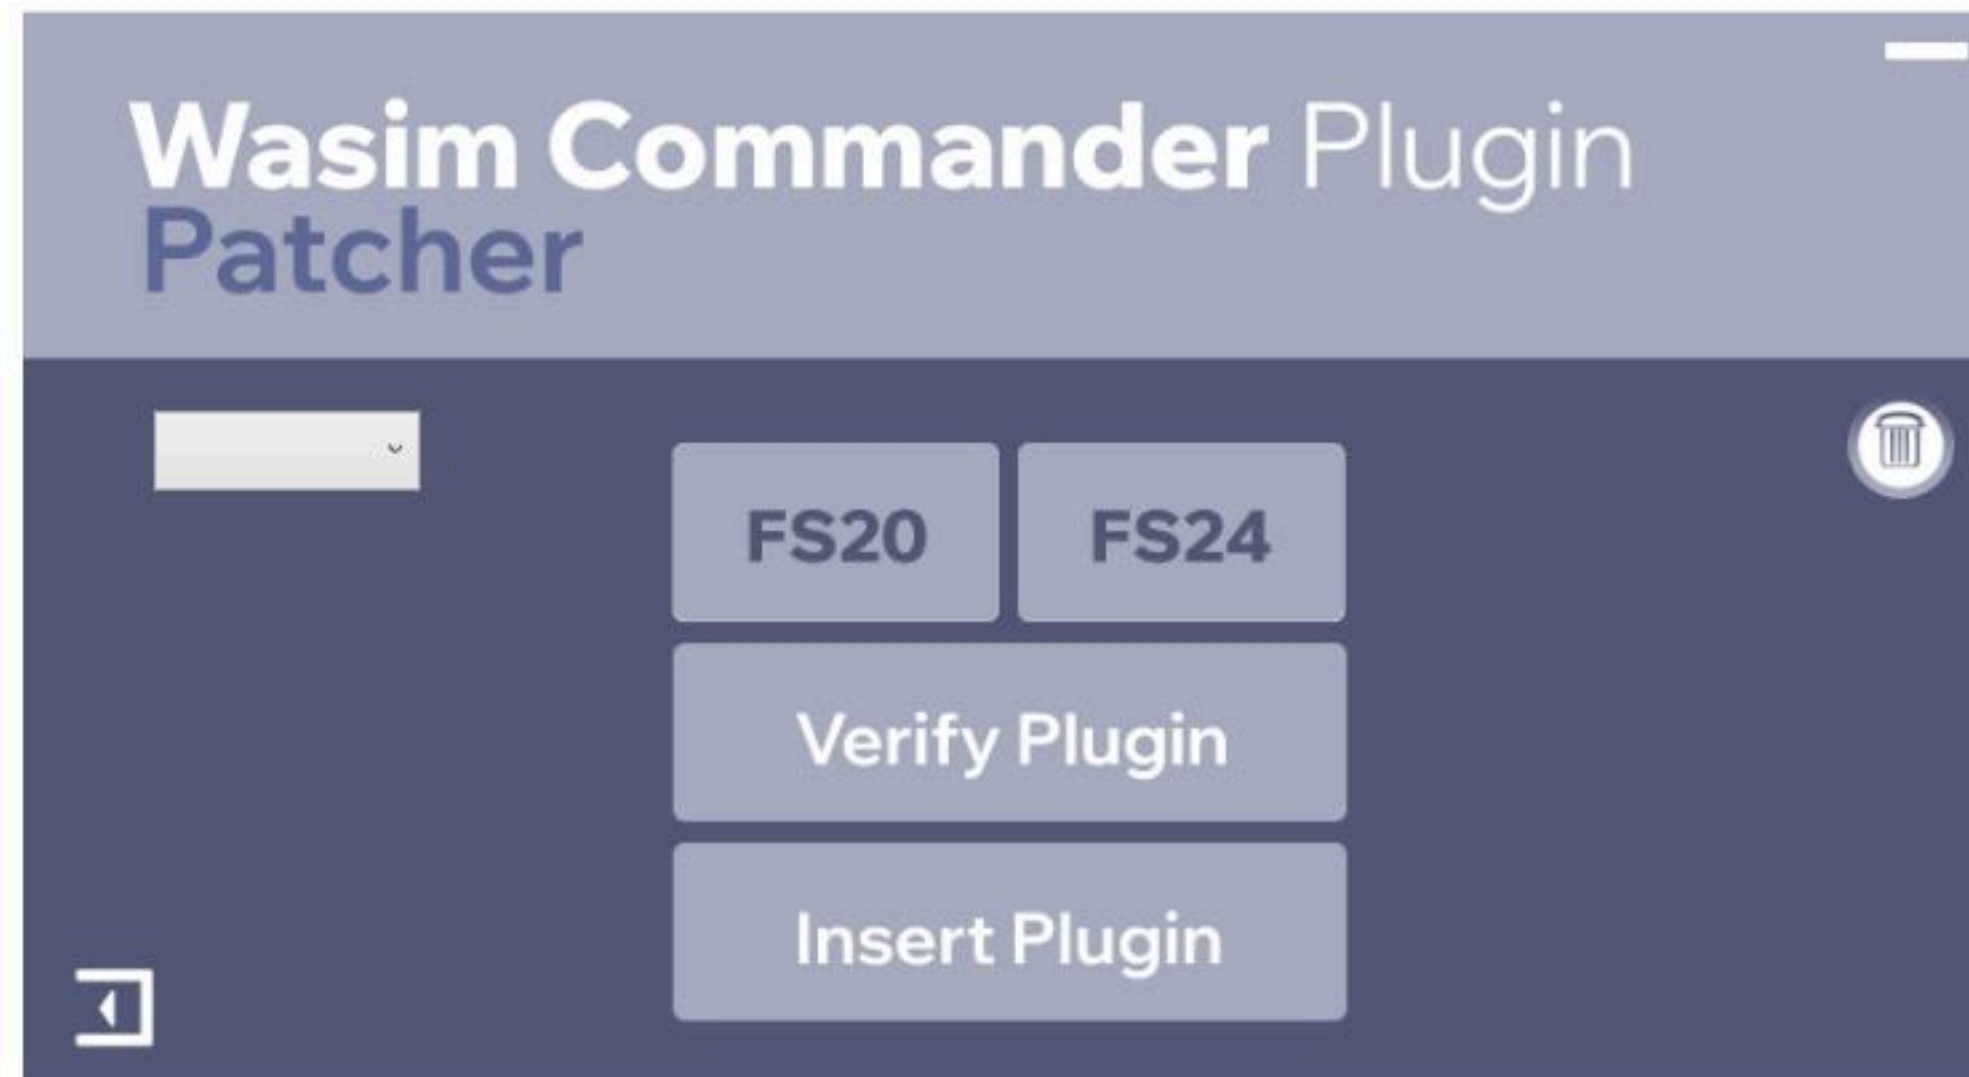 Wasim Commander Plugin
Patcher
FS20 FS24
Verify Plugin
Insert Plugin